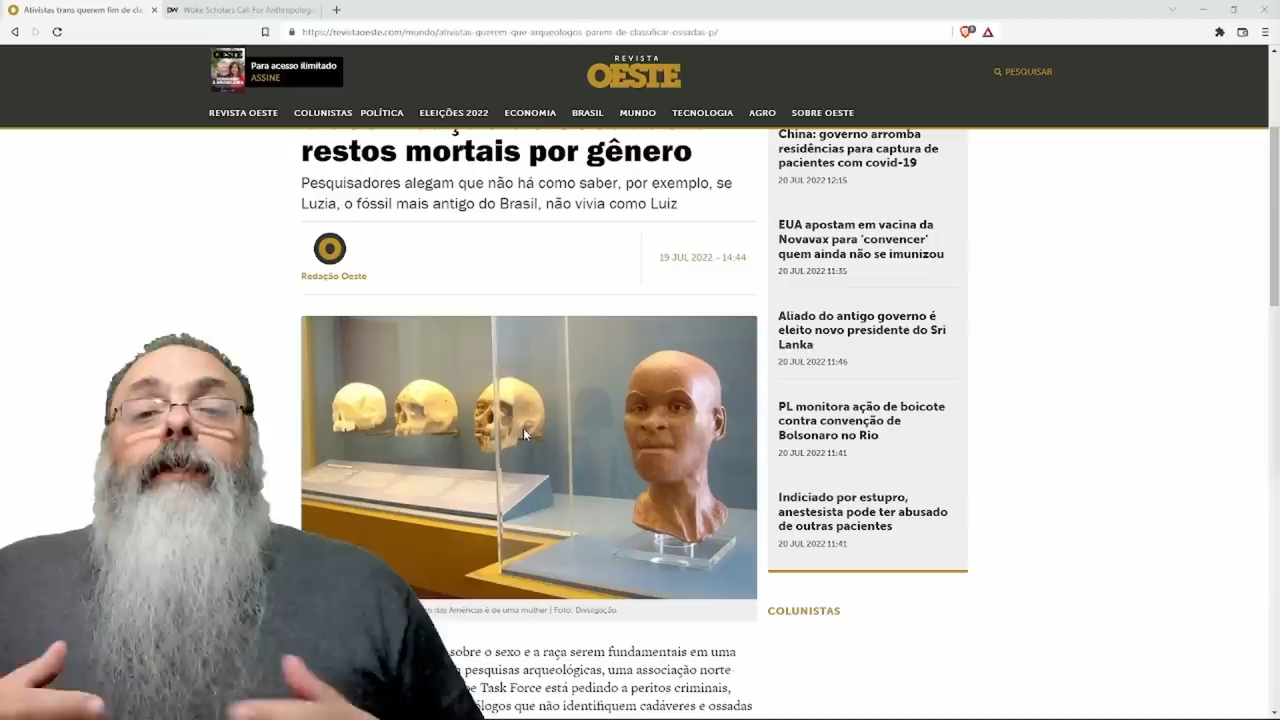 Ativistas trans querem fim de cla
Woke Scholars Call For Anthropologi
https://revistaoeste.com/mundo/ativistas-querem-que-arqueologos-parem-de-classificar-ossadas-p/
OESTE
Para acesso ilimitado
ASSINE
REVISTA
OESTE
PESQUISAR
REVISTA OESTE COLUNISTAS POLÍTICA ELEIÇÕES 2022 ECONOMIA BRASIL MUNDO TECNOLOGIA AGRO SOBRE OESTE
restos mortais por gênero
Pesquisadores alegam que não há como saber, por exemplo, se
Luzia, o fóssil mais antigo do Brasil, não vivia como Luiz
Redação Oeste
19 JUL 2022 - 14:44
das Américas é de uma mulher | Foto: Divulgação
sobre o sexo e a raça serem fundamentais em uma
pesquisas arqueológicas, uma associação norte-
Task Force está pedindo a peritos criminais,
ólogos que não identifiquem cadáveres e ossadas
China: governo arromba
residências para captura de
pacientes com covid-19
20 JUL 2022 12:15
EUA apostam em vacina da
Novavax para ‘convencer’
quem ainda não se imunizou
20 JUL 2022 11:35
Aliado do antigo governo é
eleito novo presidente do Sri
Lanka
20 JUL 2022 11:46
PL monitora ação de boicote
contra convenção de
Bolsonaro no Rio
20 JUL 2022 11:41
Indiciado por estupro,
anestesista pode ter abusado
de outras pacientes
20 JUL 2022 11:41
COLUNISTAS